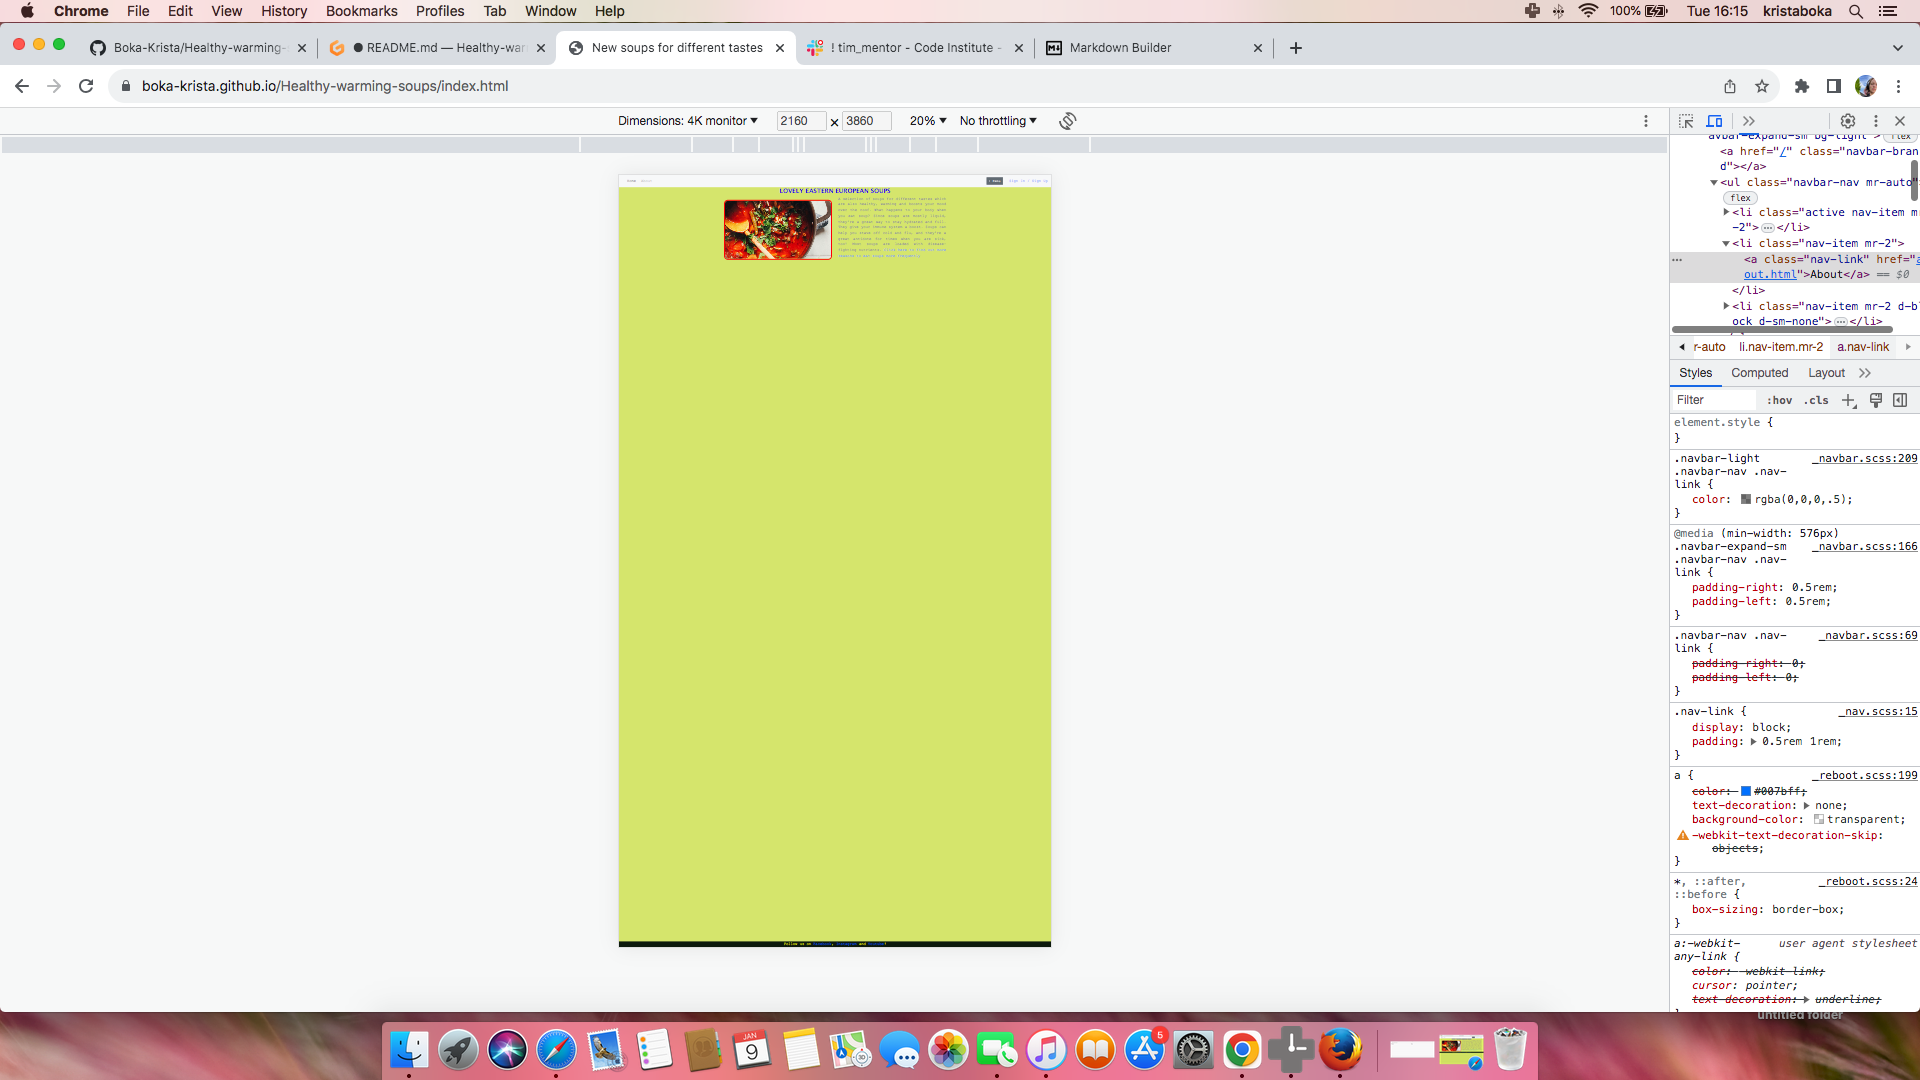 Chrome File Edit View History Bookmarks Profiles Tab Window Help 100% Tue 16:15 kristaboka
Boka-Krista/Healthy-warming- README.md — Healthy-war New soups for different tastes ! tim_mentor - Code Institute - Markdown Builder
boka-krista.github.io/Healthy-warming-soups/index.html
Dimensions: 4K monitor 2160 × 3860 20% No throttling
avbar-expand-sm bg-light"> flex
<a href="/" class="navbar-bran
d"></a>
<ul class="navbar-nav mr-auto"
flex
<li class="active nav-item m
-2"> … </li>
<li class="nav-item mr-2">
<a class="nav-link" href="a
out.html">About</a> == $0
</li>
<li class="nav-item mr-2 d-bl
ock d-sm-none"> … </li>
r-auto li.nav-item.mr-2 a.nav-link
Styles Computed Layout
Filter :hov .cls
element.style {
}
.navbar-light _navbar.scss:209
.navbar-nav .nav-
link {
color: rgba(0,0,0,.5);
}
@media (min-width: 576px)
.navbar-expand-sm _navbar.scss:166
.navbar-nav .nav-
link {
padding-right: 0.5rem;
padding-left: 0.5rem;
}
.navbar-nav .nav- _navbar.scss:69
link {
padding-right: 0;
padding-left: 0;
}
.nav-link { _nav.scss:15
display: block;
padding: 0.5rem 1rem;
}
a { _reboot.scss:199
color: #007bff;
text-decoration: none;
background-color: transparent;
-webkit-text-decoration-skip:
objects;
}
*, ::after, _reboot.scss:24
::before {
box-sizing: border-box;
}
a:-webkit- user agent stylesheet
any-link {
color: -webkit-link;
cursor: pointer;
text-decoration: underline;
LOVELY EASTERN EUROPEAN SOUPS
Follow us on
and
untitled folder
JAN
9
3D
5